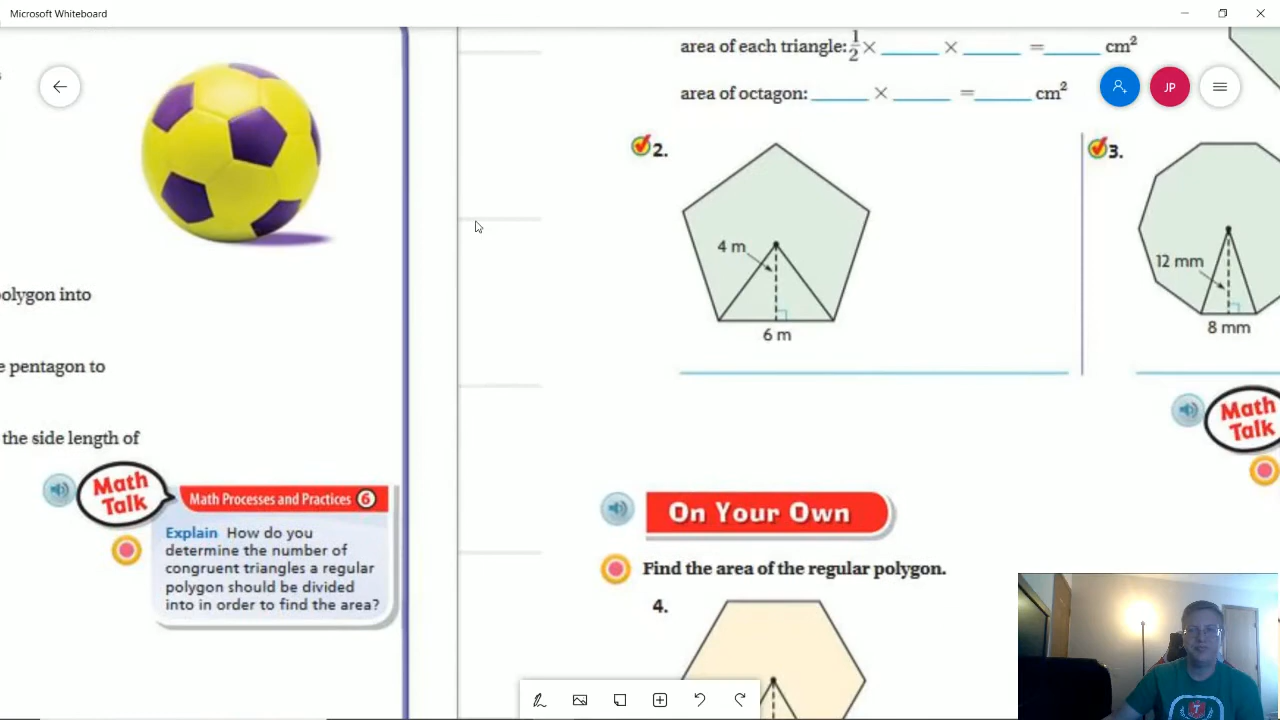 Microsoft Whiteboard
JP
olygon into
e pentagon to
the side length of
Math
Talk
Math Processes and Practices 6
Explain How do you
determine the number of
congruent triangles a regular
polygon should be divided
into in order to find the area?
area of each triangle: 1/2 × ______ × ______ = ______ cm²
area of octagon: ______ × ______ = ______ cm²
2.
4 m
6 m
3.
12 mm
8 mm
Math
Talk
On Your Own
Find the area of the regular polygon.
4.